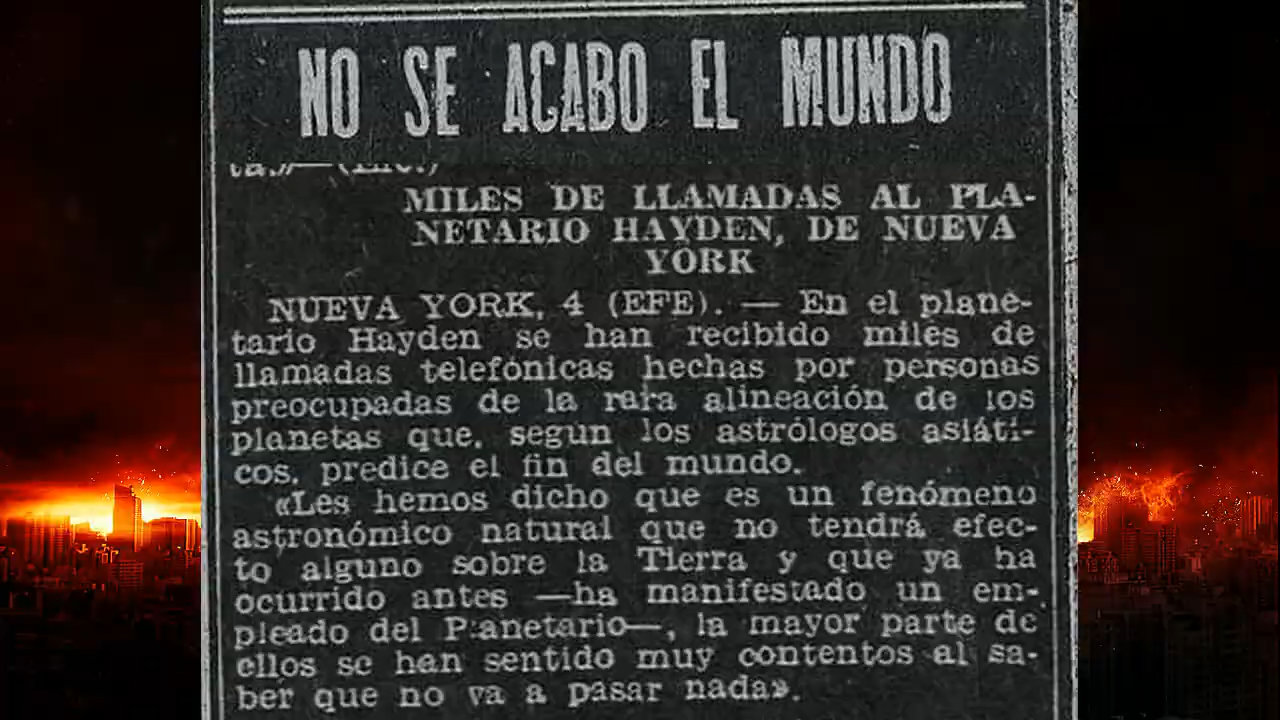 NO SE ACABO EL MUNDO
MILES DE LLAMADAS AL PLA-
NETARIO HAYDEN, DE NUEVA
YORK
NUEVA YORK, 4 (EFE). — En el plane-
tario Hayden se han recibido miles de
llamadas telefónicas hechas por personas
preocupadas de la rara alineación de los
planetas que, segun los astrólogos asiáti-
cos, predice el fin del mundo.
«Les hemos dicho que es un fenómeno
astronómico natural que no tendrá efec-
to alguno sobre la Tierra y que ya ha
ocurrido antes —ha manifestado un em-
pleado del Planetario—, la mayor parte de
ellos se han sentido muy contentos al sa-
ber que no va a pasar nada».